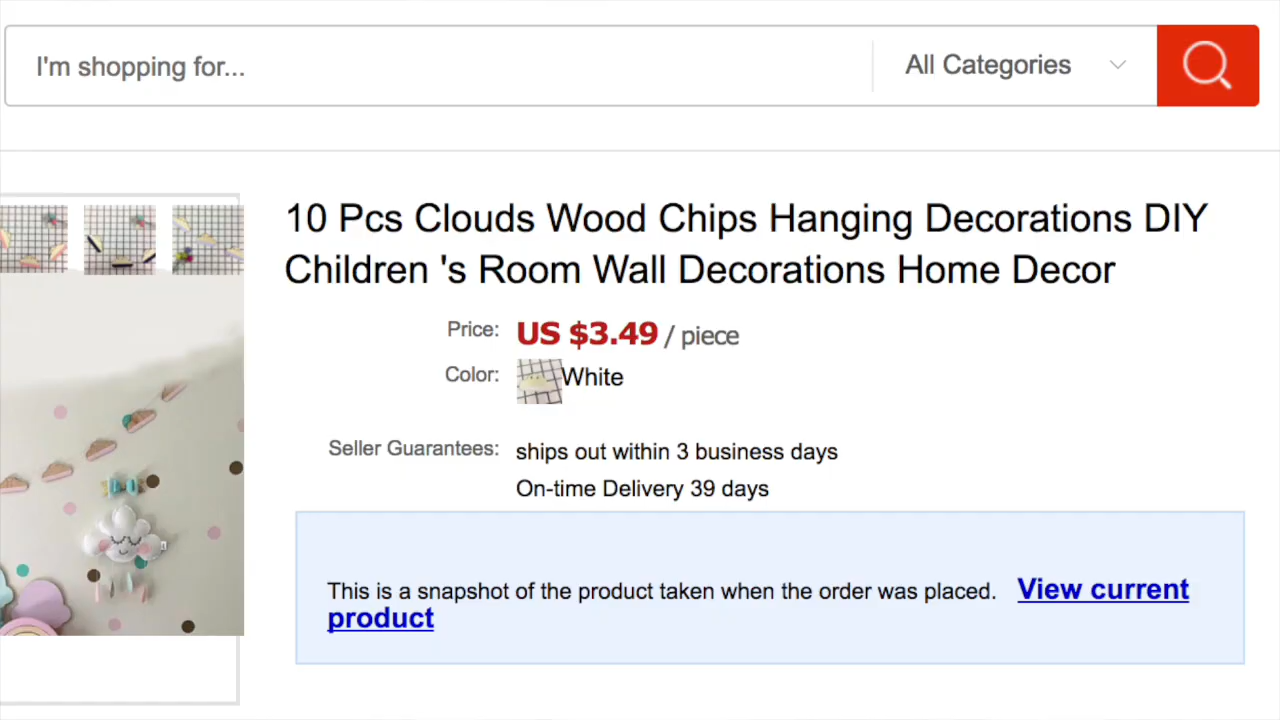 I'm shopping for...
All Categories
10 Pcs Clouds Wood Chips Hanging Decorations DIY
Children 's Room Wall Decorations Home Decor
Price: US $3.49 / piece
Color: White
Seller Guarantees: ships out within 3 business days
On-time Delivery 39 days
This is a snapshot of the product taken when the order was placed. View current
product